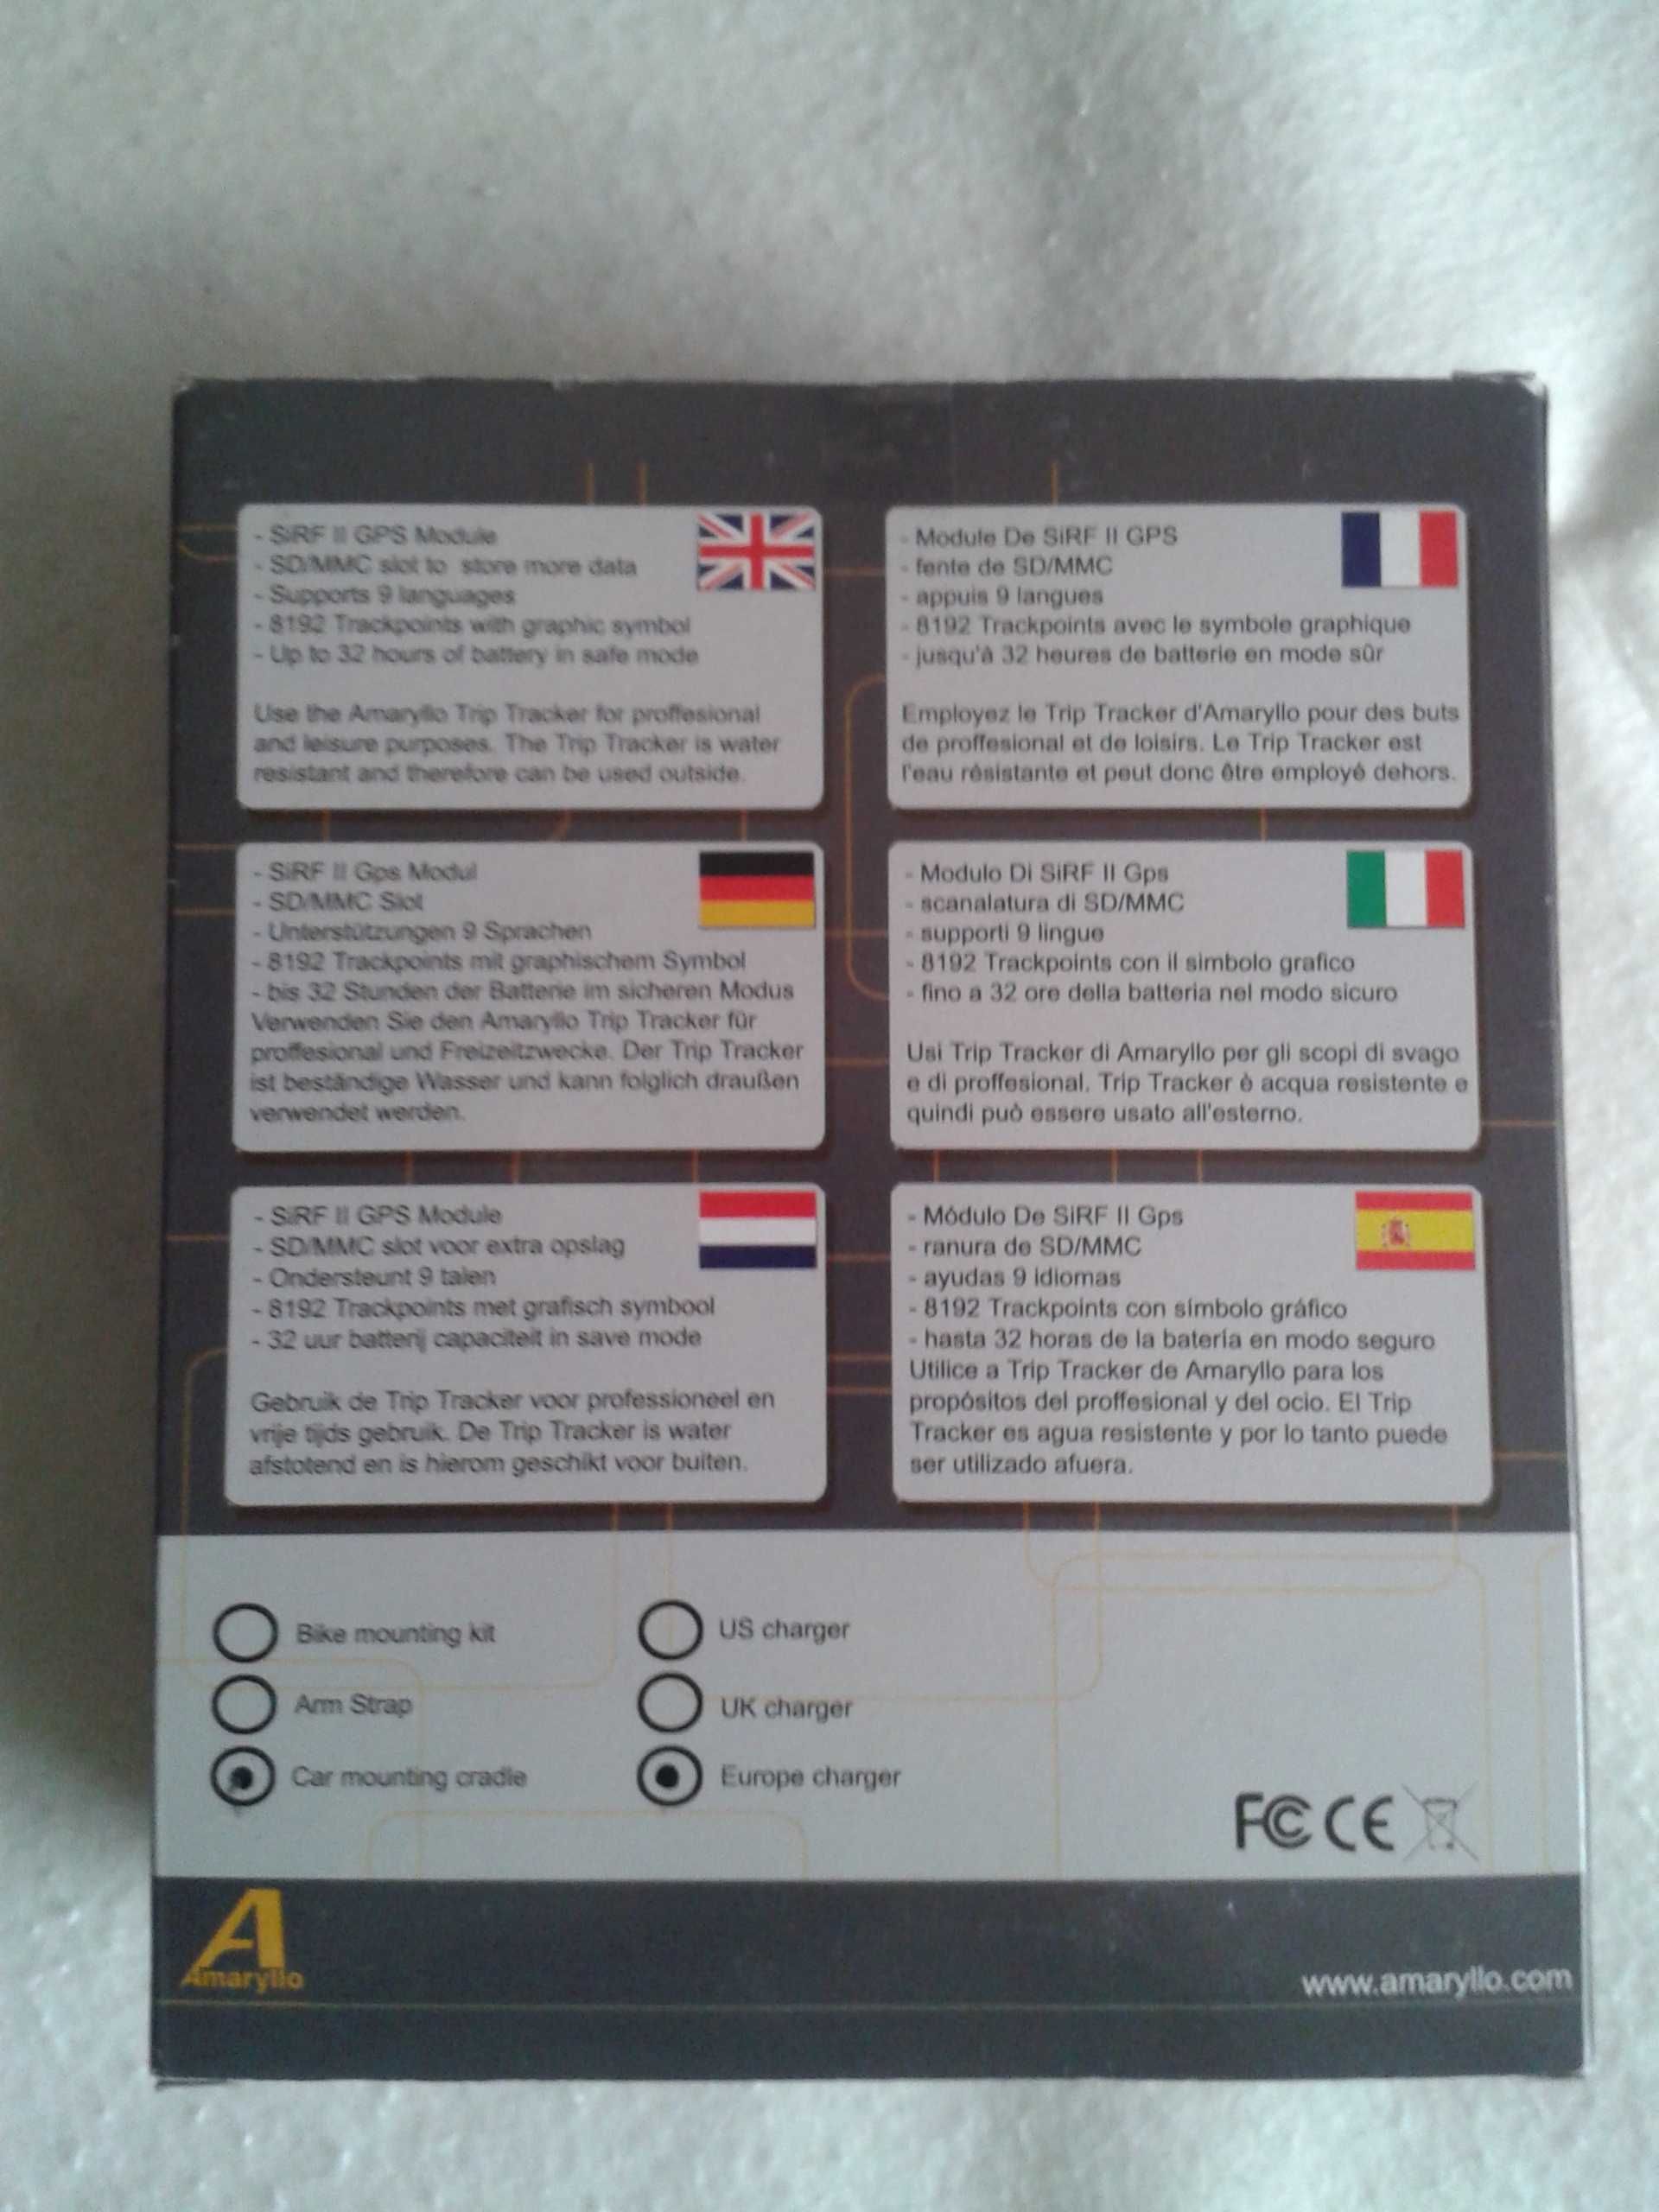 - SiRF II GPS Module
- SD/MMC slot to store more data
- Supports 9 languages
- 8192 Trackpoints with graphic symbol
- Up to 32 hours of battery in safe mode
Use the Amaryllo Trip Tracker for proffesional
and leisure purposes. The Trip Tracker is water
resistant and therefore can be used outside.
- Module De SiRF II GPS
- fente de SD/MMC
- appuis 9 langues
- 8192 Trackpoints avec le symbole graphique
- jusqu'à 32 heures de batterie en mode sûr
Employez le Trip Tracker d'Amaryllo pour des buts
de proffesional et de loisirs. Le Trip Tracker est
l'eau résistante et peut donc être employé dehors.
- SiRF II Gps Modul
- SD/MMC Slot
- Unterstützungen 9 Sprachen
- 8192 Trackpoints mit graphischem Symbol
- bis 32 Stunden der Batterie im sicheren Modus
Verwenden Sie den Amaryllo Trip Tracker für
proffesional und Freizeitzwecke. Der Trip Tracker
ist beständige Wasser und kann folglich draußen
verwendet werden.
- Modulo Di SiRF II Gps
- scanalatura di SD/MMC
- supporti 9 lingue
- 8192 Trackpoints con il simbolo grafico
- fino a 32 ore della batteria nel modo sicuro
Usi Trip Tracker di Amaryllo per gli scopi di svago
e di proffesional. Trip Tracker è acqua resistente e
quindi può essere usato all'esterno.
- SiRF II GPS Module
- SD/MMC slot voor extra opslag
- Ondersteunt 9 talen
- 8192 Trackpoints met grafisch symbool
- 32 uur batterij capaciteit in save mode
Gebruik de Trip Tracker voor professioneel en
vrije tijds gebruik. De Trip Tracker is water
afstotend en is hierom geschikt voor buiten.
- Módulo De SiRF II Gps
- ranura de SD/MMC
- ayudas 9 idiomas
- 8192 Trackpoints con símbolo gráfico
- hasta 32 horas de la batería en modo seguro
Utilice a Trip Tracker de Amaryllo para los
propósitos del proffesional y del ocio. El Trip
Tracker es agua resistente y por lo tanto puede
ser utilizado afuera.
Bike mounting kit
Arm Strap
Car mounting cradle
US charger
UK charger
Europe charger
FC CE
A
Amaryllo
www.amaryllo.com